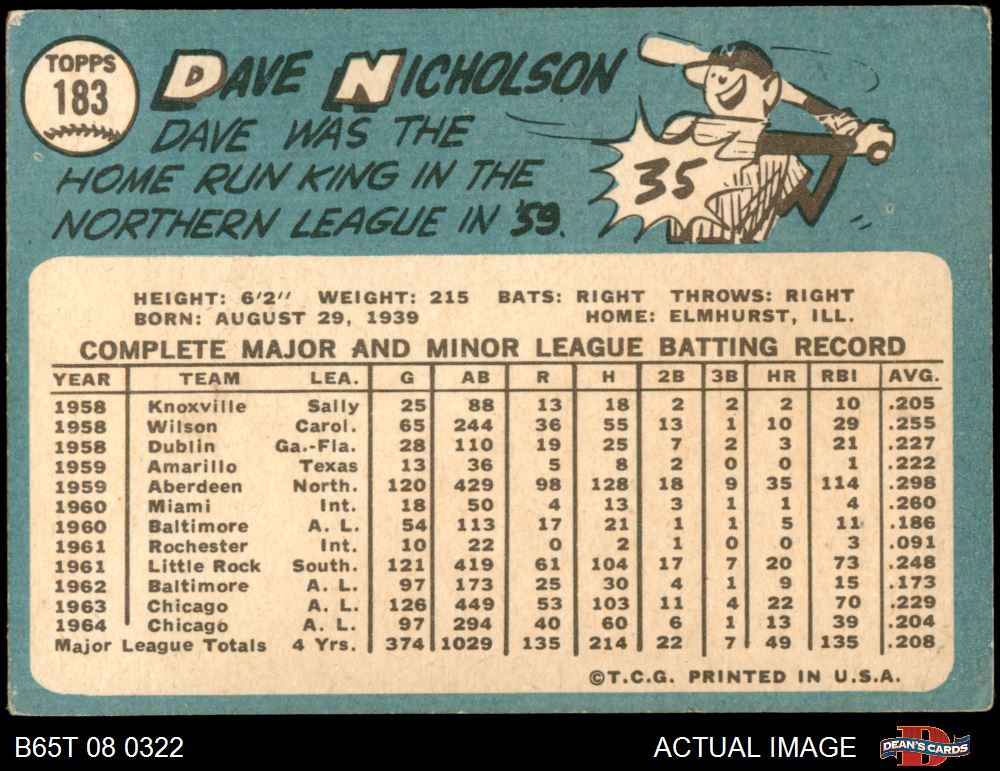 TOPPS
183
DAVE NICHOLSON
DAVE WAS THE
HOME RUN KING IN THE
NORTHERN LEAGUE IN '59.
35
HEIGHT: 6'2" WEIGHT: 215 BATS: RIGHT THROWS: RIGHT
BORN: AUGUST 29, 1939 HOME: ELMHURST, ILL.
COMPLETE MAJOR AND MINOR LEAGUE BATTING RECORD
YEAR TEAM LEA. G AB R H 2B 3B HR RBI AVG.
1958 Knoxville Sally 25 88 13 18 2 2 2 10 .205
1958 Wilson Carol. 65 244 36 55 13 1 10 29 .255
1958 Dublin Ga.-Fla. 28 110 19 25 7 2 3 21 .227
1959 Amarillo Texas 13 36 5 8 2 0 0 1 .222
1959 Aberdeen North. 120 429 98 128 18 9 35 114 .298
1960 Miami Int. 18 50 4 13 3 1 1 4 .260
1960 Baltimore A. L. 54 113 17 21 1 1 5 11 .186
1961 Rochester Int. 10 22 0 2 1 0 0 3 .091
1961 Little Rock South. 121 419 61 104 17 7 20 73 .248
1962 Baltimore A. L. 97 173 25 30 4 1 9 15 .173
1963 Chicago A. L. 126 449 53 103 11 4 22 70 .229
1964 Chicago A. L. 97 294 40 60 6 1 13 39 .204
Major League Totals 4 Yrs. 374 1029 135 214 22 7 49 135 .208
©T.C.G. PRINTED IN U.S.A.
B65T 08 0322 ACTUAL IMAGE DEAN'S CARDS